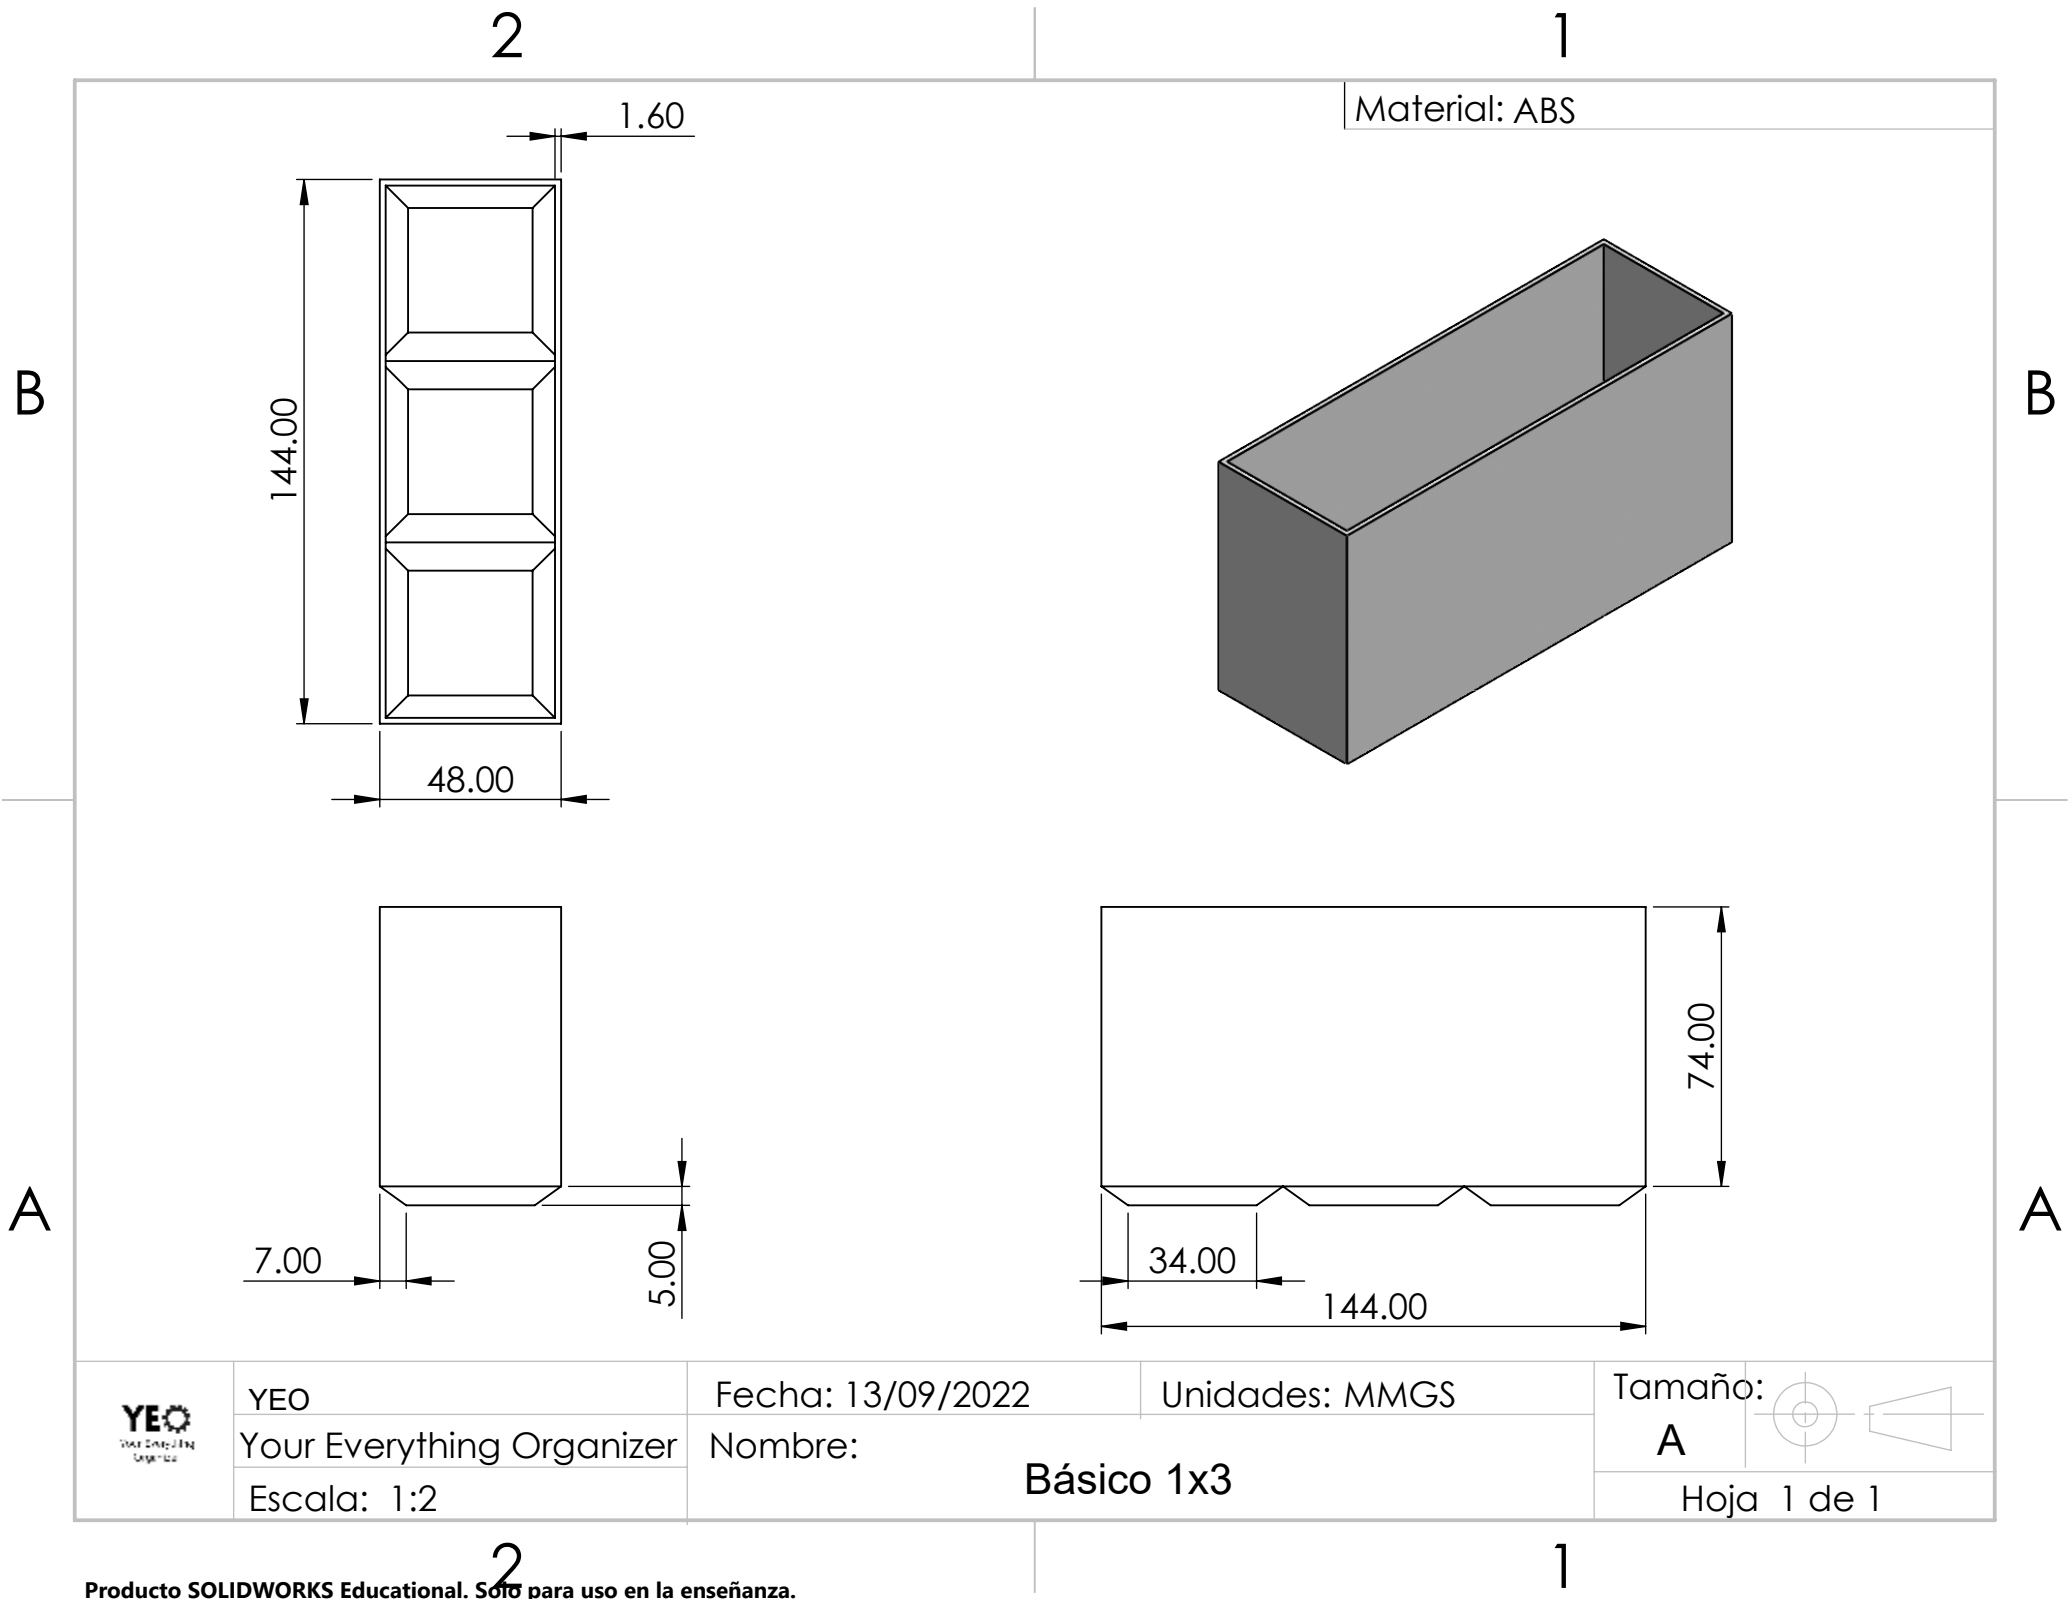 2
1
Material: ABS
1.60
144.00
B
B
48.00
74.00
A
A
7.00
5.00
34.00
144.00
YEO
YEO
Fecha: 13/09/2022
Unidades: MMGS
Tamaño:
A
Your Everything Organizer
Nombre:
Básico 1x3
Escala: 1:2
Hoja 1 de 1
2
1
Producto SOLIDWORKS Educational. Solo para uso en la enseñanza.